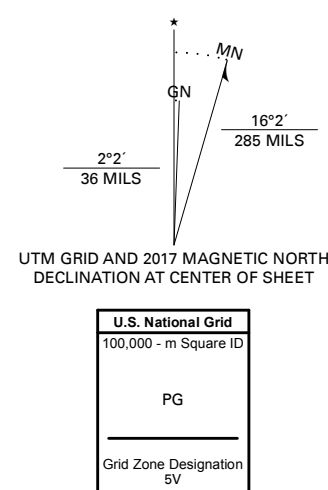 ★
MN
GN
16°2´
285 MILS
2°2´
36 MILS
UTM GRID AND 2017 MAGNETIC NORTH
DECLINATION AT CENTER OF SHEET
U.S. National Grid
100,000 - m Square ID
PG
Grid Zone Designation
5V